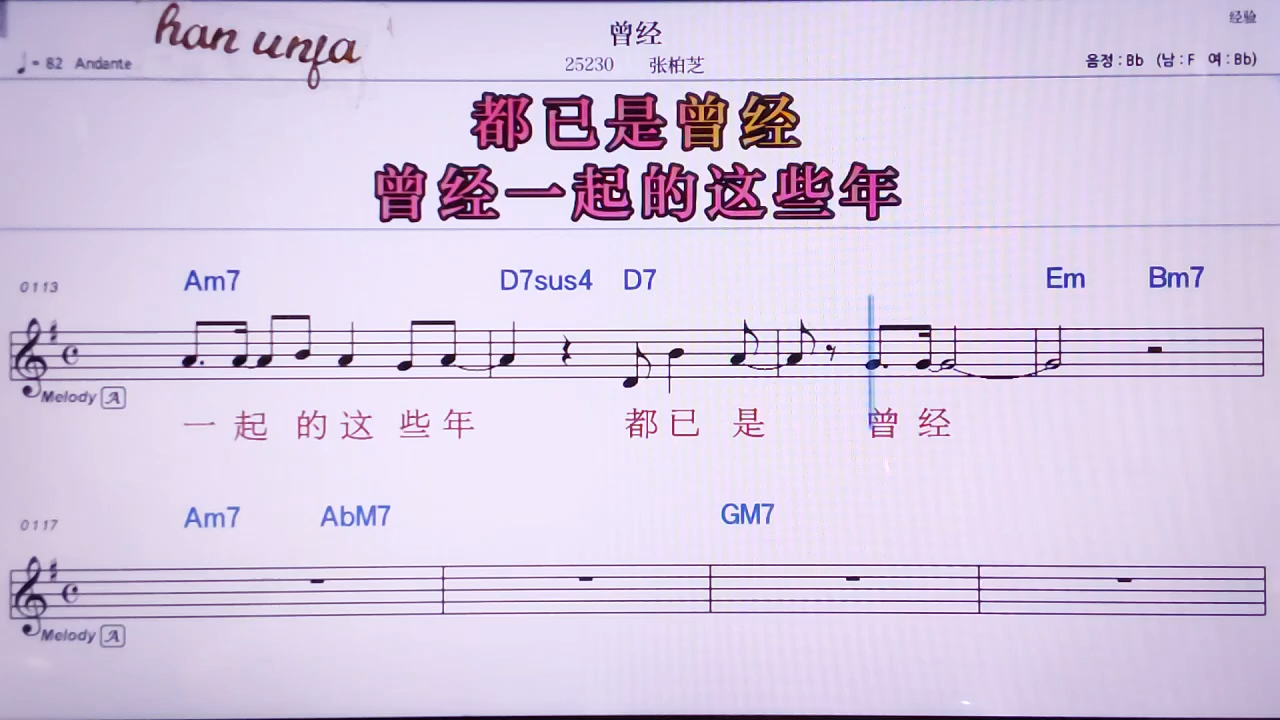 han unfa
曾经
经验
♩= 82 Andante
25230 张柏芝
음정 : Bb (남 : F 여 : Bb)
都已是曾经
曾经一起的这些年
0113 Am7 D7sus4 D7 Em Bm7
Melody A
一起的这些年 都已是 曾经
0117 Am7 AbM7 GM7
Melody A